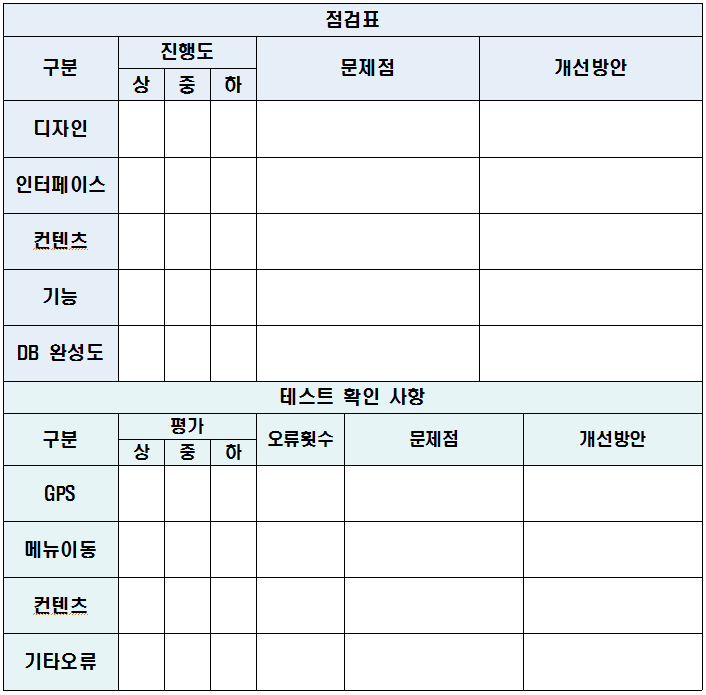 점검표
구분 진행도 문제점 개선방안
상 중 하
디자인
인터페이스
컨텐츠
기능
DB 완성도
테스트 확인 사항
구분 평가 오류횟수 문제점 개선방안
상 중 하
GPS
메뉴이동
컨텐츠
기타오류